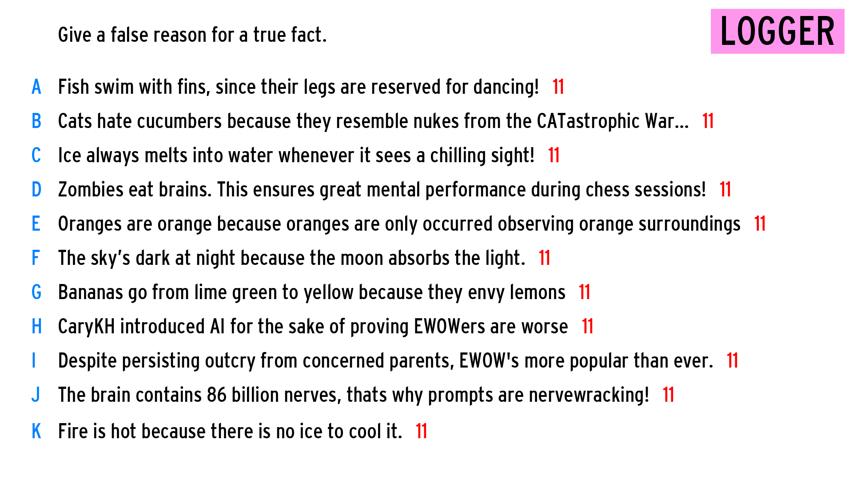 Give a false reason for a true fact.
LOGGER
A Fish swim with fins, since their legs are reserved for dancing! 11
B Cats hate cucumbers because they resemble nukes from the CATastrophic War... 11
C Ice always melts into water whenever it sees a chilling sight! 11
D Zombies eat brains. This ensures great mental performance during chess sessions! 11
E Oranges are orange because oranges are only occurred observing orange surroundings 11
F The sky's dark at night because the moon absorbs the light. 11
G Bananas go from lime green to yellow because they envy lemons 11
H CaryKH introduced AI for the sake of proving EWOWers are worse 11
I Despite persisting outcry from concerned parents, EWOW's more popular than ever. 11
J The brain contains 86 billion nerves, thats why prompts are nervewracking! 11
K Fire is hot because there is no ice to cool it. 11